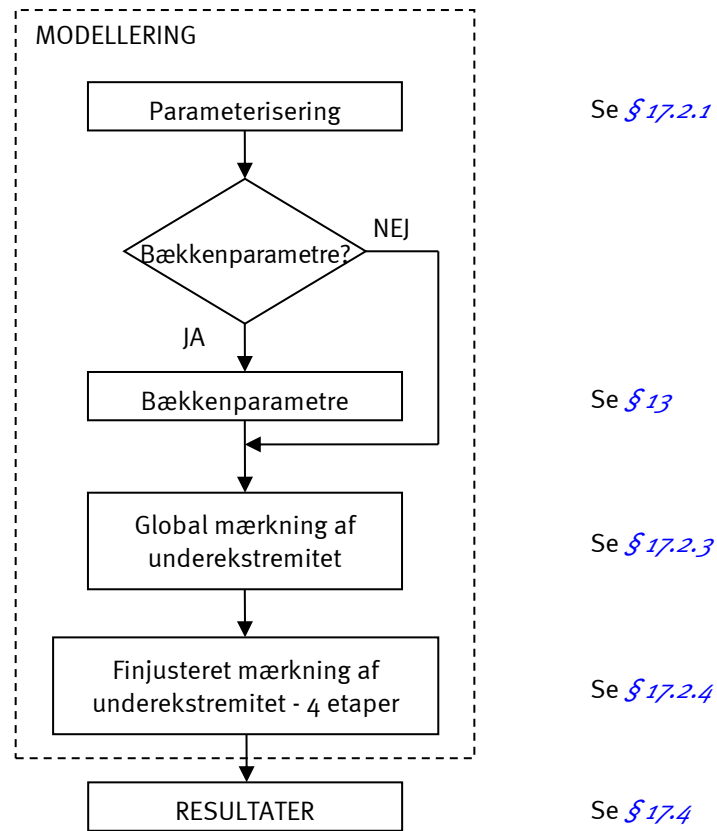 MODELLERING
Parameterisering
Se § 17.2.1
NEJ
Bækkenparametre?
JA
Bækkenparametre
Se § 13
Global mærkning af
underekstremitet
Se § 17.2.3
Finjusteret mærkning af
underekstremitet - 4 etaper
Se § 17.2.4
RESULTATER
Se § 17.4